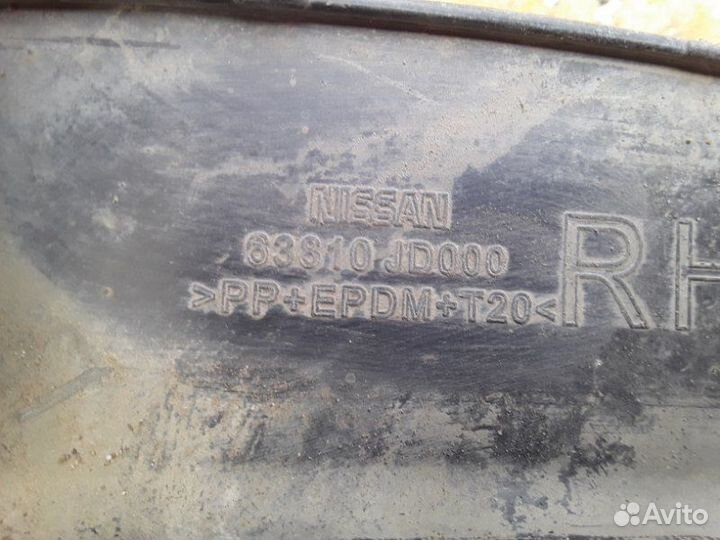 NISSAN
63810 JD000
>PP+EPDM+T20<
RH
Avito